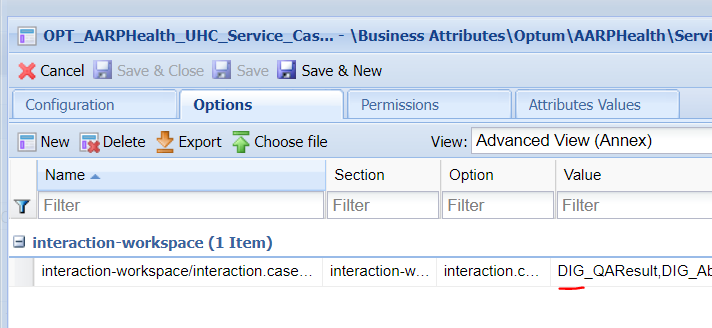 OPT_AARPHealth_UHC_Service_Cas... - \Business Attributes\Optum\AARPHealth\Servi
Cancel Save & Close Save Save & New
Configuration Options Permissions Attributes Values
New Delete Export Choose file View: Advanced View (Annex)
Name Section Option Value
Filter Filter Filter Filter
interaction-workspace (1 Item)
interaction-workspace/interaction.case... interaction-w... interaction.c... DIG_QAResult,DIG_Ab